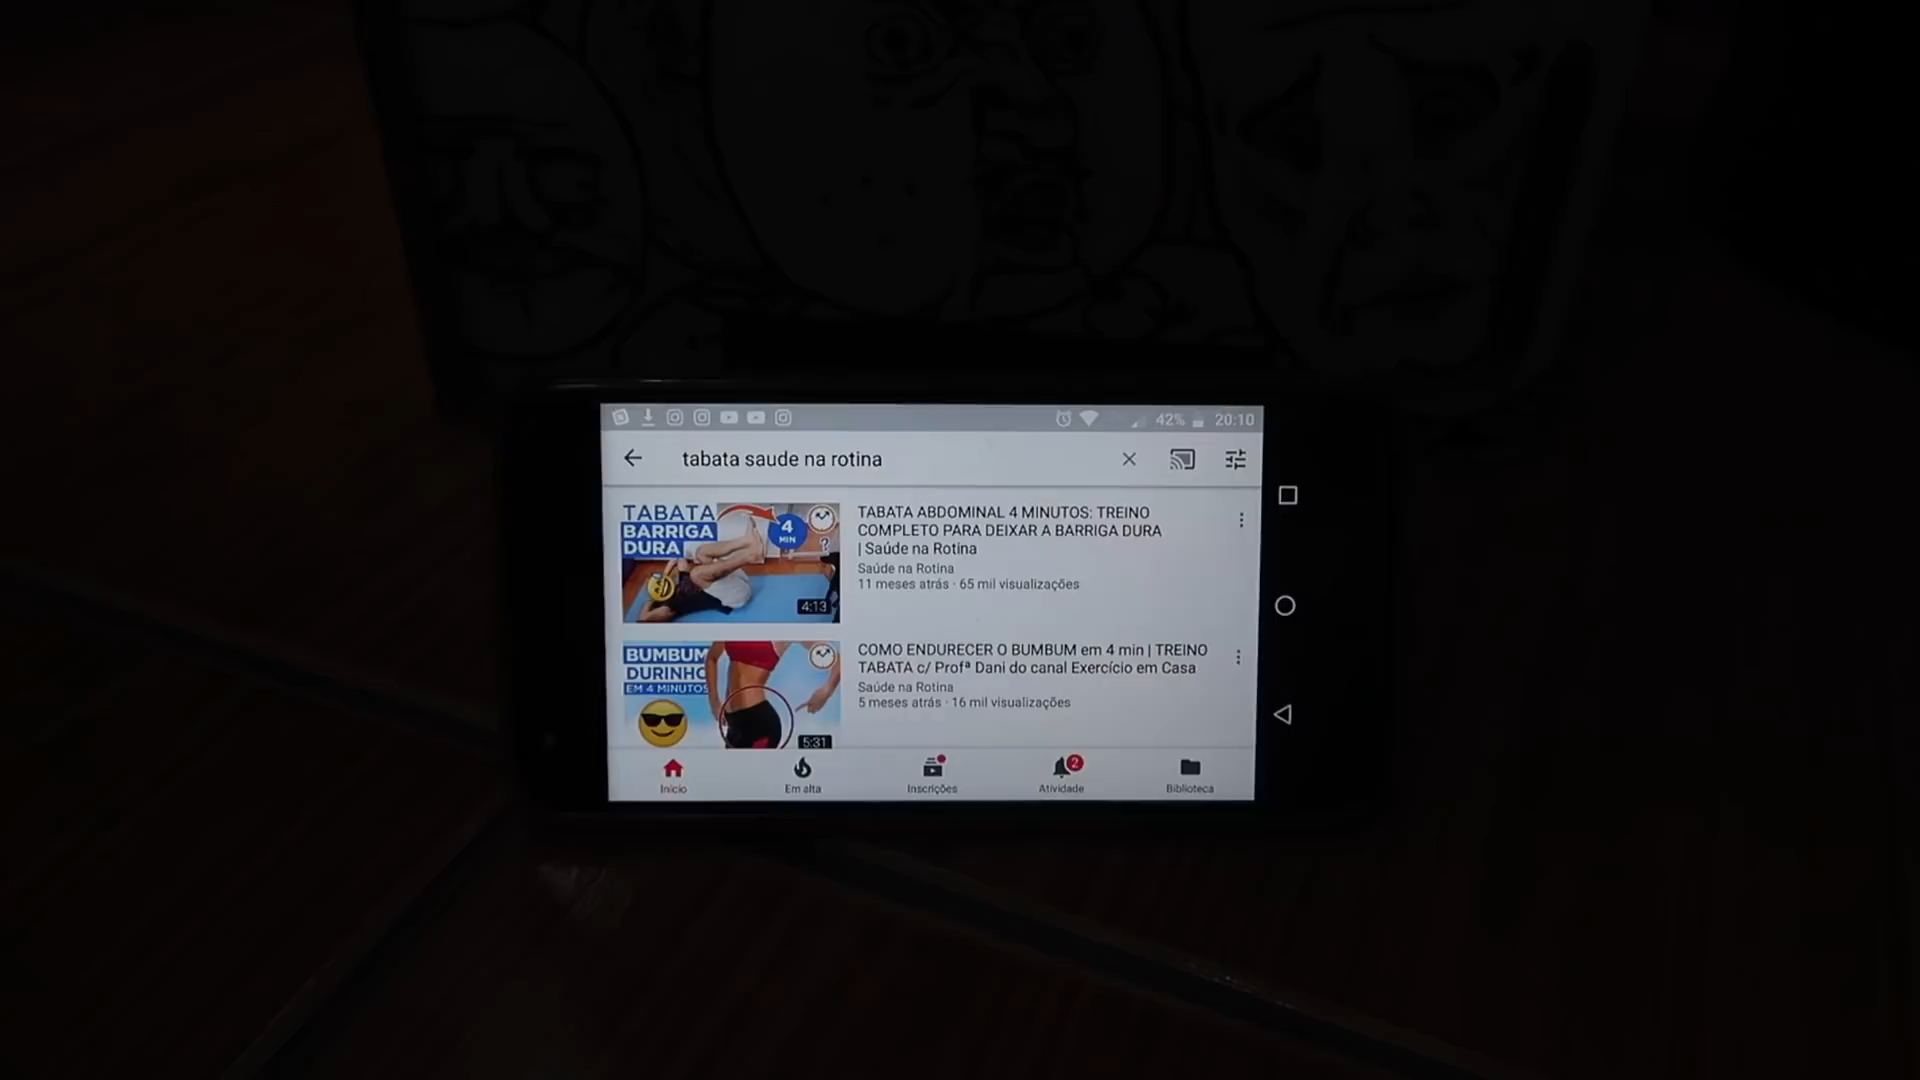 42% 20:10
tabata saude na rotina
TABATA
BARRIGA
DURA
4
MIN
?
4:13
TABATA ABDOMINAL 4 MINUTOS: TREINO
COMPLETO PARA DEIXAR A BARRIGA DURA
| Saúde na Rotina
Saúde na Rotina
11 meses atrás · 65 mil visualizações
BUMBUM
DURINHO
EM 4 MINUTOS
5:31
COMO ENDURECER O BUMBUM em 4 min | TREINO
TABATA c/ Profª Dani do canal Exercício em Casa
Saúde na Rotina
5 meses atrás · 16 mil visualizações
Início Em alta Inscrições Atividade Biblioteca
2